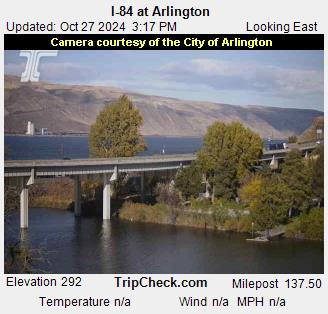 I-84 at Arlington
Updated: Oct 27 2024 3:17 PM Looking East
Camera courtesy of the City of Arlington
Elevation 292 TripCheck.com Milepost 137.50
Temperature n/a Wind n/a MPH n/a